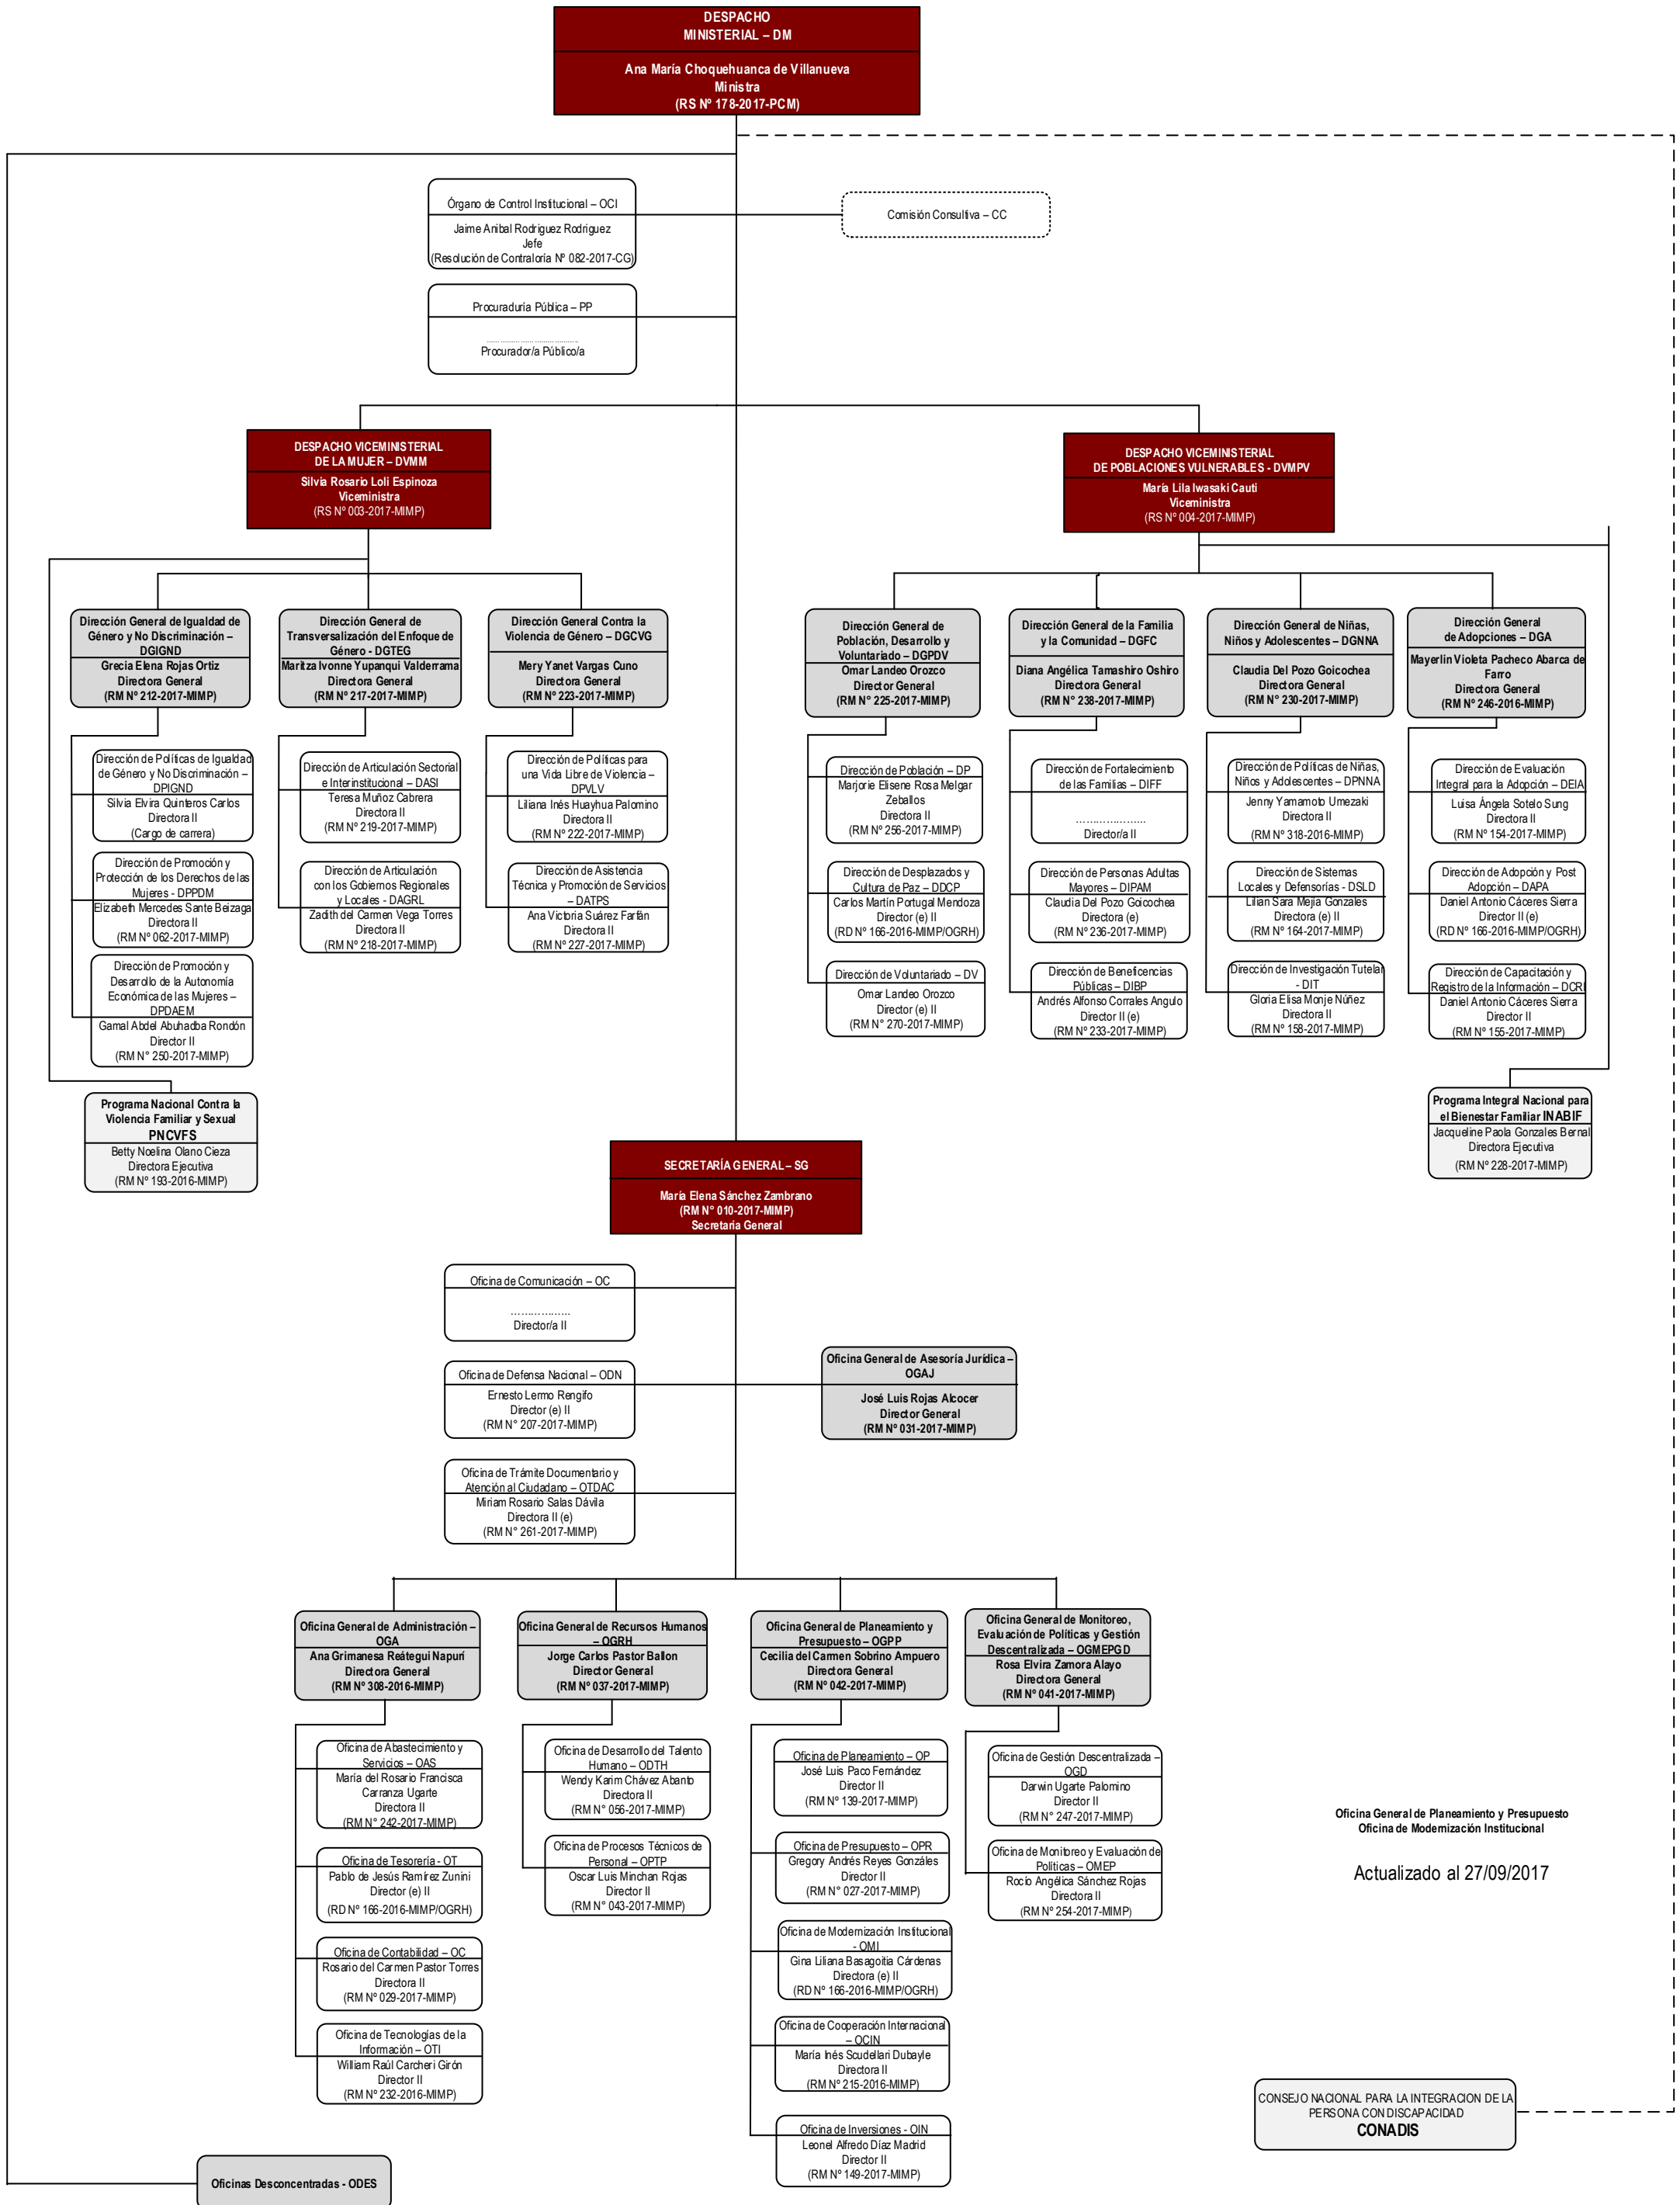 DESPACHO
MINISTERIAL – DM
Ana María Choquehuanca de Villanueva
Ministra
(RS Nº 178-2017-PCM)
Órgano de Control Institucional – OCI
Jaime Anibal Rodriguez Rodriguez
Jefe
(Resolución de Contraloría Nº 082-2017-CG)
Comisión Consultiva – CC
Procuraduría Pública – PP
.......................................
Procurador/a Público/a
DESPACHO VICEMINISTERIAL
DE LA MUJER – DVMM
Silvia Rosario Loli Espinoza
Viceministra
(RS Nº 003-2017-MIMP)
DESPACHO VICEMINISTERIAL
DE POBLACIONES VULNERABLES - DVMPV
María Lila Iwasaki Cauti
Viceministra
(RS Nº 004-2017-MIMP)
Dirección General de Igualdad de
Género y No Discriminación –
DGIGND
Grecia Elena Rojas Ortiz
Directora General
(RM Nº 212-2017-MIMP)
Dirección General de
Transversalización del Enfoque de
Género - DGTEG
Maritza Ivonne Yupanqui Valderrama
Directora General
(RM Nº 217-2017-MIMP)
Dirección General Contra la
Violencia de Género – DGCVG
Mery Yanet Vargas Cuno
Directora General
(RM Nº 223-2017-MIMP)
Dirección General de
Población, Desarrollo y
Voluntariado – DGPDV
Omar Landeo Orozco
Director General
(RM Nº 225-2017-MIMP)
Dirección General de la Familia
y la Comunidad – DGFC
Diana Angélica Tamashiro Oshiro
Directora General
(RM Nº 238-2017-MIMP)
Dirección General de Niñas,
Niños y Adolescentes – DGNNA
Claudia Del Pozo Goicochea
Directora General
(RM Nº 230-2017-MIMP)
Dirección General
de Adopciones – DGA
Mayerlin Violeta Pacheco Abarca de
Farro
Directora General
(RM Nº 246-2016-MIMP)
Dirección de Políticas de Igualdad
de Género y No Discriminación –
DPIGND
Silvia Elvira Quinteros Carlos
Directora II
(Cargo de carrera)
Dirección de Promoción y
Protección de los Derechos de las
Mujeres - DPPDM
Elizabeth Mercedes Sante Beizaga
Directora II
(RM Nº 062-2017-MIMP)
Dirección de Promoción y
Desarrollo de la Autonomía
Económica de las Mujeres –
DPDAEM
Gamal Abdel Abuhadba Rondón
Director II
(RM N° 250-2017-MIMP)
Dirección de Articulación Sectorial
e Interinstitucional – DASI
Teresa Muñoz Cabrera
Directora II
(RM Nº 219-2017-MIMP)
Dirección de Articulación
con los Gobiernos Regionales
y Locales - DAGRL
Zadith del Carmen Vega Torres
Directora II
(RM Nº 218-2017-MIMP)
Dirección de Políticas para
una Vida Libre de Violencia –
DPVLV
Liliana Inés Huayhua Palomino
Directora II
(RM Nº 222-2017-MIMP)
Dirección de Asistencia
Técnica y Promoción de Servicios
– DATPS
Ana Victoria Suárez Farfán
Directora II
(RM Nº 227-2017-MIMP)
Dirección de Población – DP
Marjorie Elisene Rosa Melgar
Zeballos
Directora II
(RM Nº 256-2017-MIMP)
Dirección de Desplazados y
Cultura de Paz – DDCP
Carlos Martín Portugal Mendoza
Director (e) II
(RD Nº 166-2016-MIMP/OGRH)
Dirección de Voluntariado – DV
Omar Landeo Orozco
Director (e) II
(RM Nº 270-2017-MIMP)
Dirección de Fortalecimiento
de las Familias – DIFF
…………………
Director/a II
Dirección de Personas Adultas
Mayores – DIPAM
Claudia Del Pozo Goicochea
Directora (e)
(RM Nº 236-2017-MIMP)
Dirección de Beneficencias
Públicas – DIBP
Andrés Alfonso Corrales Angulo
Director II (e)
(RM Nº 233-2017-MIMP)
Dirección de Políticas de Niñas,
Niños y Adolescentes – DPNNA
Jenny Yamamoto Umezaki
Directora II
(RM Nº 318-2016-MIMP)
Dirección de Sistemas
Locales y Defensorías - DSLD
Lilian Sara Mejía Gonzales
Directora (e) II
(RM Nº 164-2017-MIMP)
Dirección de Investigación Tutelar
- DIT
Gloria Elisa Monje Núñez
Directora II
(RM Nº 158-2017-MIMP)
Dirección de Evaluación
Integral para la Adopción – DEIA
Luisa Ángela Sotelo Sung
Directora II
(RM Nº 154-2017-MIMP)
Dirección de Adopción y Post
Adopción – DAPA
Daniel Antonio Cáceres Sierra
Director II (e)
(RD Nº 166-2016-MIMP/OGRH)
Dirección de Capacitación y
Registro de la Información – DCRI
Daniel Antonio Cáceres Sierra
Director II
(RM Nº 155-2017-MIMP)
Programa Nacional Contra la
Violencia Familiar y Sexual
PNCVFS
Betty Noelina Olano Cieza
Directora Ejecutiva
(RM Nº 193-2016-MIMP)
Programa Integral Nacional para
el Bienestar Familiar INABIF
Jacqueline Paola Gonzales Bernal
Directora Ejecutiva
(RM Nº 228-2017-MIMP)
SECRETARÍA GENERAL – SG
María Elena Sánchez Zambrano
(RM N° 010-2017-MIMP)
Secretaria General
Oficina de Comunicación – OC
………………
Director/a II
Oficina de Defensa Nacional – ODN
Ernesto Lermo Rengifo
Director (e) II
(RM N° 207-2017-MIMP)
Oficina General de Asesoría Jurídica –
OGAJ
José Luis Rojas Alcocer
Director General
(RM Nº 031-2017-MIMP)
Oficina de Trámite Documentario y
Atención al Ciudadano – OTDAC
Miriam Rosario Salas Dávila
Directora II (e)
(RM N° 261-2017-MIMP)
Oficina General de Administración –
OGA
Ana Grimanesa Reátegui Napurí
Directora General
(RM Nº 308-2016-MIMP)
Oficina General de Recursos Humanos
– OGRH
Jorge Carlos Pastor Ballon
Director General
(RM Nº 037-2017-MIMP)
Oficina General de Planeamiento y
Presupuesto – OGPP
Cecilia del Carmen Sobrino Ampuero
Directora General
(RM Nº 042-2017-MIMP)
Oficina General de Monitoreo,
Evaluación de Políticas y Gestión
Descentralizada – OGMEPGD
Rosa Elvira Zamora Alayo
Directora General
(RM Nº 041-2017-MIMP)
Oficina de Abastecimiento y
Servicios – OAS
María del Rosario Francisca
Carranza Ugarte
Directora II
(RM N° 242-2017-MIMP)
Oficina de Tesorería - OT
Pablo de Jesús Ramírez Zunini
Director (e) II
(RD Nº 166-2016-MIMP/OGRH)
Oficina de Contabilidad – OC
Rosario del Carmen Pastor Torres
Directora II
(RM Nº 029-2017-MIMP)
Oficina de Tecnologías de la
Información – OTI
William Raúl Carcheri Girón
Director II
(RM Nº 232-2016-MIMP)
Oficina de Desarrollo del Talento
Humano – ODTH
Wendy Karim Chávez Abanto
Directora II
(RM N° 056-2017-MIMP)
Oficina de Procesos Técnicos de
Personal – OPTP
Oscar Luis Minchan Rojas
Director II
(RM Nº 043-2017-MIMP)
Oficina de Planeamiento – OP
José Luis Paco Fernández
Director II
(RM N° 139-2017-MIMP)
Oficina de Presupuesto – OPR
Gregory Andrés Reyes Gonzáles
Director II
(RM N° 027-2017-MIMP)
Oficina de Modernización Institucional
- OMI
Gina Liliana Basagoitia Cárdenas
Directora (e) II
(RD Nº 166-2016-MIMP/OGRH)
Oficina de Cooperación Internacional
– OCIN
María Inés Scudellari Dubayle
Directora II
(RM N° 215-2016-MIMP)
Oficina de Inversiones - OIN
Leonel Alfredo Díaz Madrid
Director II
(RM N° 149-2017-MIMP)
Oficina de Gestión Descentralizada –
OGD
Darwin Ugarte Palomino
Director II
(RM N° 247-2017-MIMP)
Oficina de Monitoreo y Evaluación de
Políticas – OMEP
Rocío Angélica Sánchez Rojas
Directora II
(RM N° 254-2017-MIMP)
Oficina General de Planeamiento y Presupuesto
Oficina de Modernización Institucional
Actualizado al 27/09/2017
CONSEJO NACIONAL PARA LA INTEGRACION DE LA
PERSONA CON DISCAPACIDAD
CONADIS
Oficinas Desconcentradas - ODES